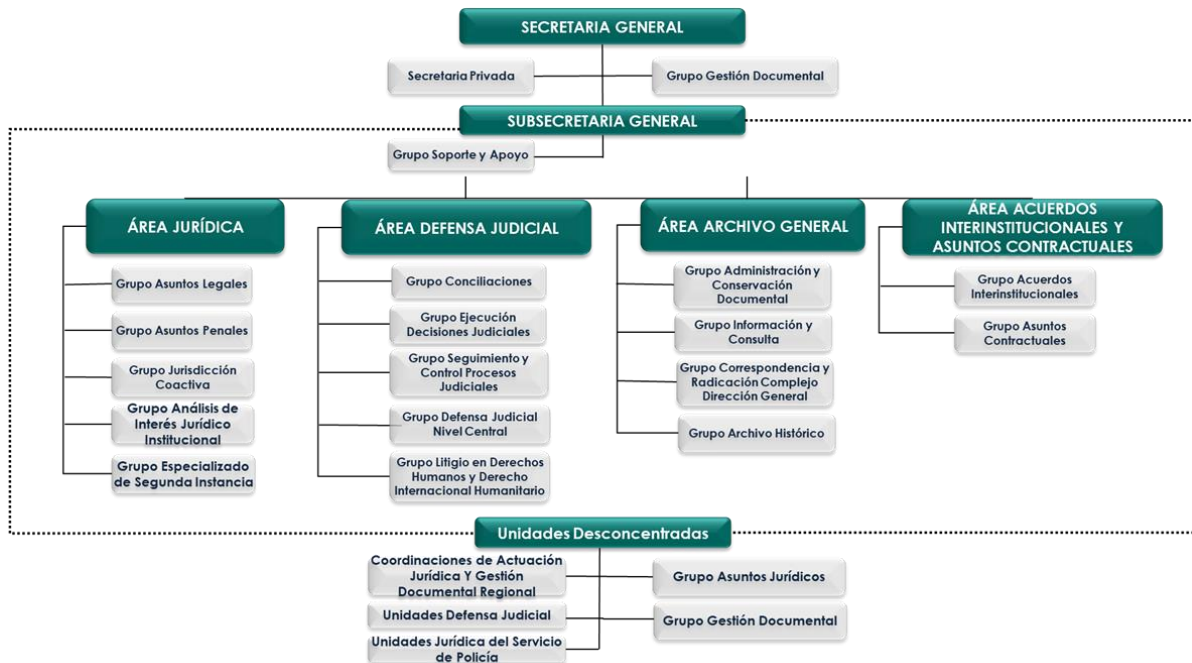 SECRETARIA GENERAL
Secretaria Privada
Grupo Gestión Documental
SUBSECRETARIA GENERAL
Grupo Soporte y Apoyo
ÁREA JURÍDICA
Grupo Asuntos Legales
Grupo Asuntos Penales
Grupo Jurisdicción
Coactiva
Grupo Análisis de
Interés Jurídico
Institucional
Grupo Especializado
de Segunda Instancia
ÁREA DEFENSA JUDICIAL
Grupo Conciliaciones
Grupo Ejecución
Decisiones Judiciales
Grupo Seguimiento y
Control Procesos
Judiciales
Grupo Defensa Judicial
Nivel Central
Grupo Litigio en Derechos
Humanos y Derecho
Internacional Humanitario
ÁREA ARCHIVO GENERAL
Grupo Administración y
Conservación
Documental
Grupo Información y
Consulta
Grupo Correspondencia y
Radicación Complejo
Dirección General
Grupo Archivo Histórico
ÁREA ACUERDOS
INTERINSTITUCIONALES Y
ASUNTOS CONTRACTUALES
Grupo Acuerdos
Interinstitucionales
Grupo Asuntos
Contractuales
Unidades Desconcentradas
Coordinaciones de Actuación
Jurídica Y Gestión
Documental Regional
Grupo Asuntos Jurídicos
Unidades Defensa Judicial
Grupo Gestión Documental
Unidades Jurídica del Servicio
de Policía